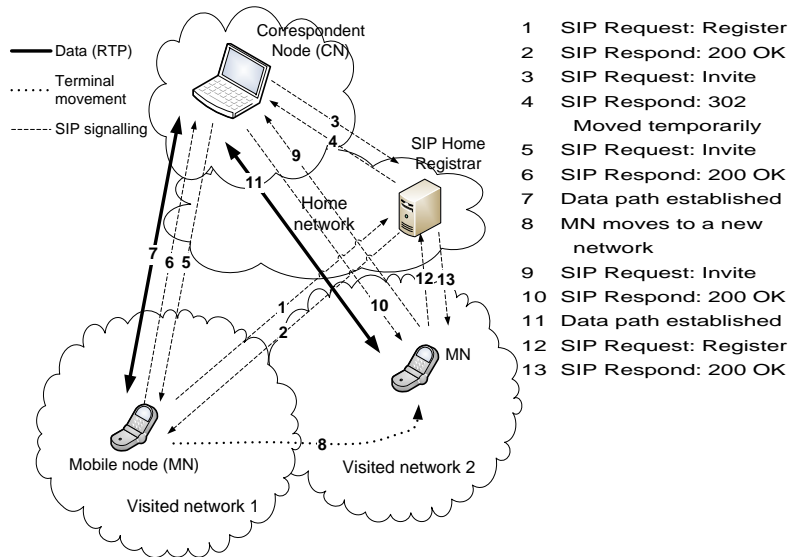 Correspondent
Node (CN)
Data (RTP)
Terminal
movement
SIP signalling
3
4
SIP Home
Registrar
9
11
Home
network
7
6
5
12
13
1
2
10
MN
8
Mobile node (MN)
Visited network 2
Visited network 1
1 SIP Request: Register
2 SIP Respond: 200 OK
3 SIP Request: Invite
4 SIP Respond: 302
Moved temporarily
5 SIP Request: Invite
6 SIP Respond: 200 OK
7 Data path established
8 MN moves to a new
network
9 SIP Request: Invite
10 SIP Respond: 200 OK
11 Data path established
12 SIP Request: Register
13 SIP Respond: 200 OK